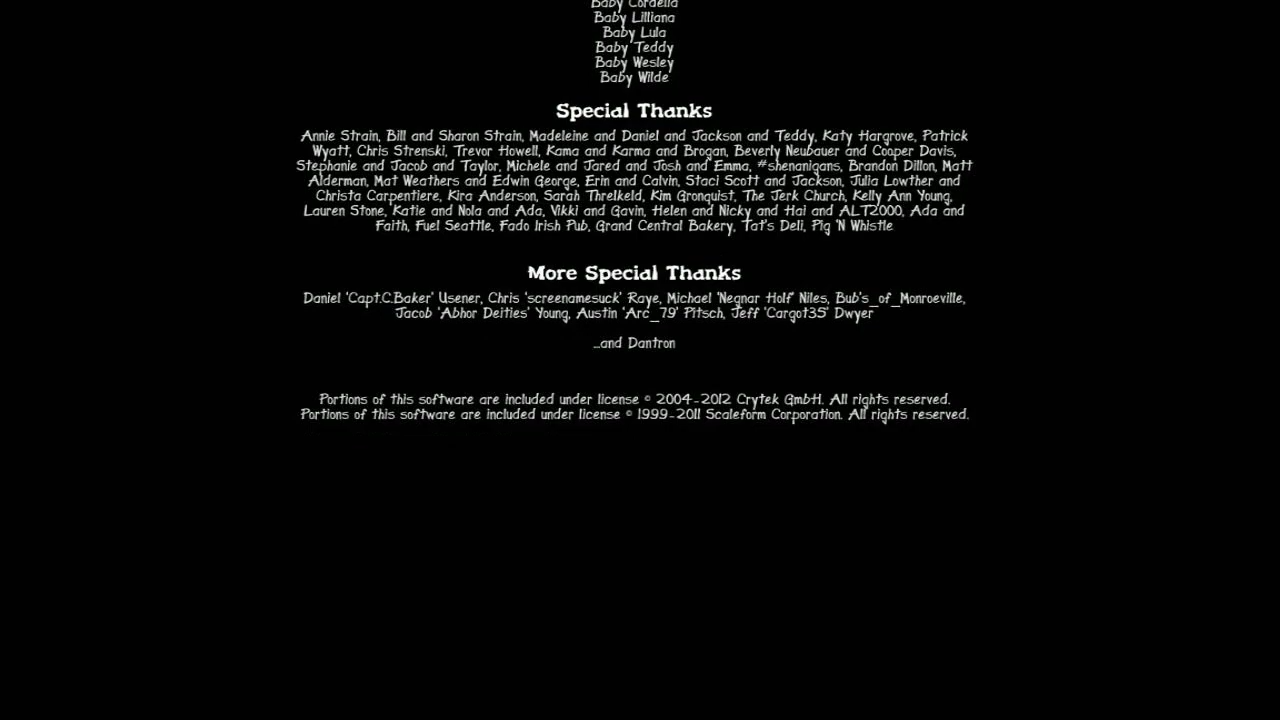 Baby Cordelia
Baby Lilliana
Baby Lula
Baby Teddy
Baby Wesley
Baby Wilde
Special Thanks
Annie Strain, Bill and Sharon Strain, Madeleine and Daniel and Jackson and Teddy, Katy Hargrove, Patrick
Wyatt, Chris Strenski, Trevor Howell, Kama and Karma and Brogan, Beverly Neubauer and Cooper Davis,
Stephanie and Jacob and Taylor, Michele and Jared and Josh and Emma, #shenanigans, Brandon Dillon, Matt
Alderman, Mat Weathers and Edwin George, Erin and Calvin, Staci Scott and Jackson, Julia Lowther and
Christa Carpentiere, Kira Anderson, Sarah Threlkeld, Kim Gronquist, The Jerk Church, Kelly Ann Young,
Lauren Stone, Katie and Nola and Ada, Vikki and Gavin, Helen and Nicky and Hai and ALT2000, Ada and
Faith, Fuel Seattle, Fado Irish Pub, Grand Central Bakery, Tat's Deli, Pig 'N Whistle
More Special Thanks
Daniel 'Capt.C.Baker' Usener, Chris 'screenamesuck' Raye, Michael 'Negnar Holf' Niles, Bub's_of_Monroeville,
Jacob 'Abhor Deities' Young, Austin 'Arc_79' Pitsch, Jeff 'Cargot35' Dwyer
...and Dantron
Portions of this software are included under license © 2004-2012 Crytek GmbH. All rights reserved.
Portions of this software are included under license © 1999-2011 Scaleform Corporation. All rights reserved.